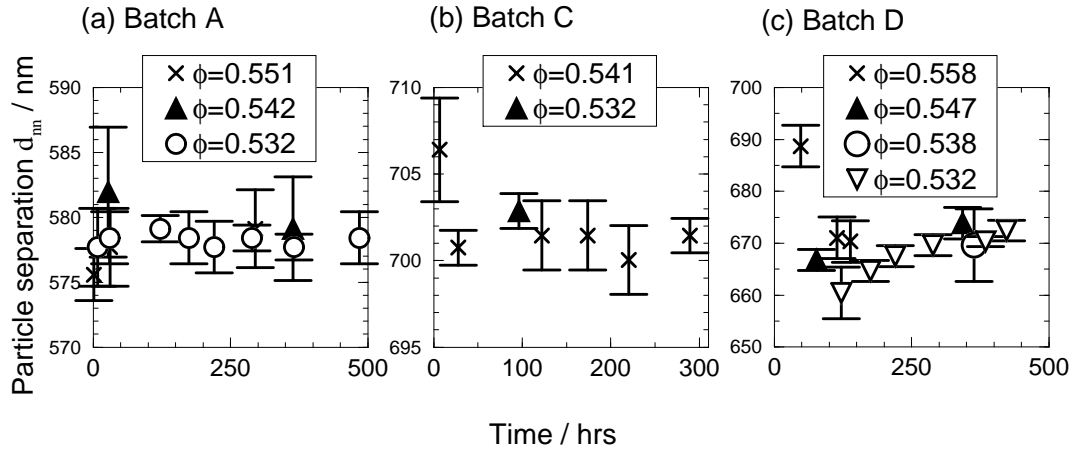 (a) Batch A
(b) Batch C
(c) Batch D
ϕ=0.551
ϕ=0.542
ϕ=0.532
ϕ=0.541
ϕ=0.532
ϕ=0.558
ϕ=0.547
ϕ=0.538
ϕ=0.532
Particle separation dnn / nm
590
585
580
575
570
0 250 500
710
705
700
695
0 100 200 300
700
690
680
670
660
650
0 250 500
Time / hrs